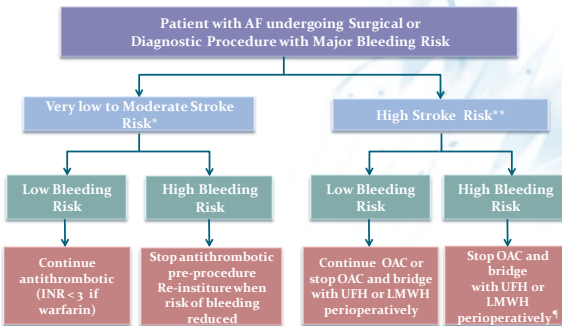 Patient with AF undergoing Surgical or
Diagnostic Procedure with Major Bleeding Risk
Very low to Moderate Stroke
Risk*
High Stroke Risk**
Low Bleeding
Risk
High Bleeding
Risk
Low Bleeding
Risk
High Bleeding
Risk
Continue
antithrombotic
(INR < 3 if
warfarin)
Stop antithrombotic
pre-procedure
Re-institute when
risk of bleeding
reduced
Continue OAC or
stop OAC and bridge
with UFH or LMWH
perioperatively
Stop OAC and
bridge
with UFH or
LMWH
perioperatively¶